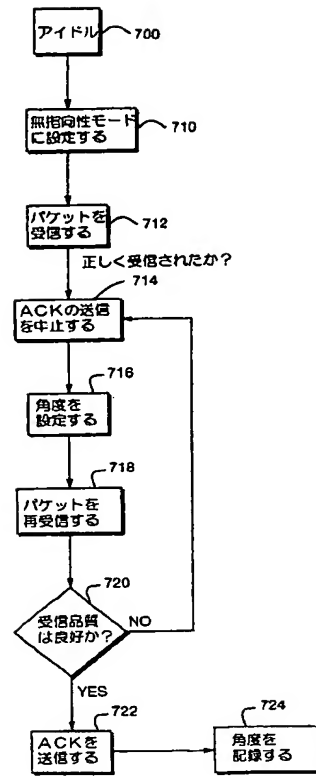 アイドル
700
無指向性モード
に設定する
710
パケットを
受信する
712
正しく受信されたか？
714
ACKの送信
を中止する
716
角度を
設定する
718
パケットを
再受信する
720
受信品質
は良好か？
NO
YES
722
ACKを
送信する
724
角度を
記録する